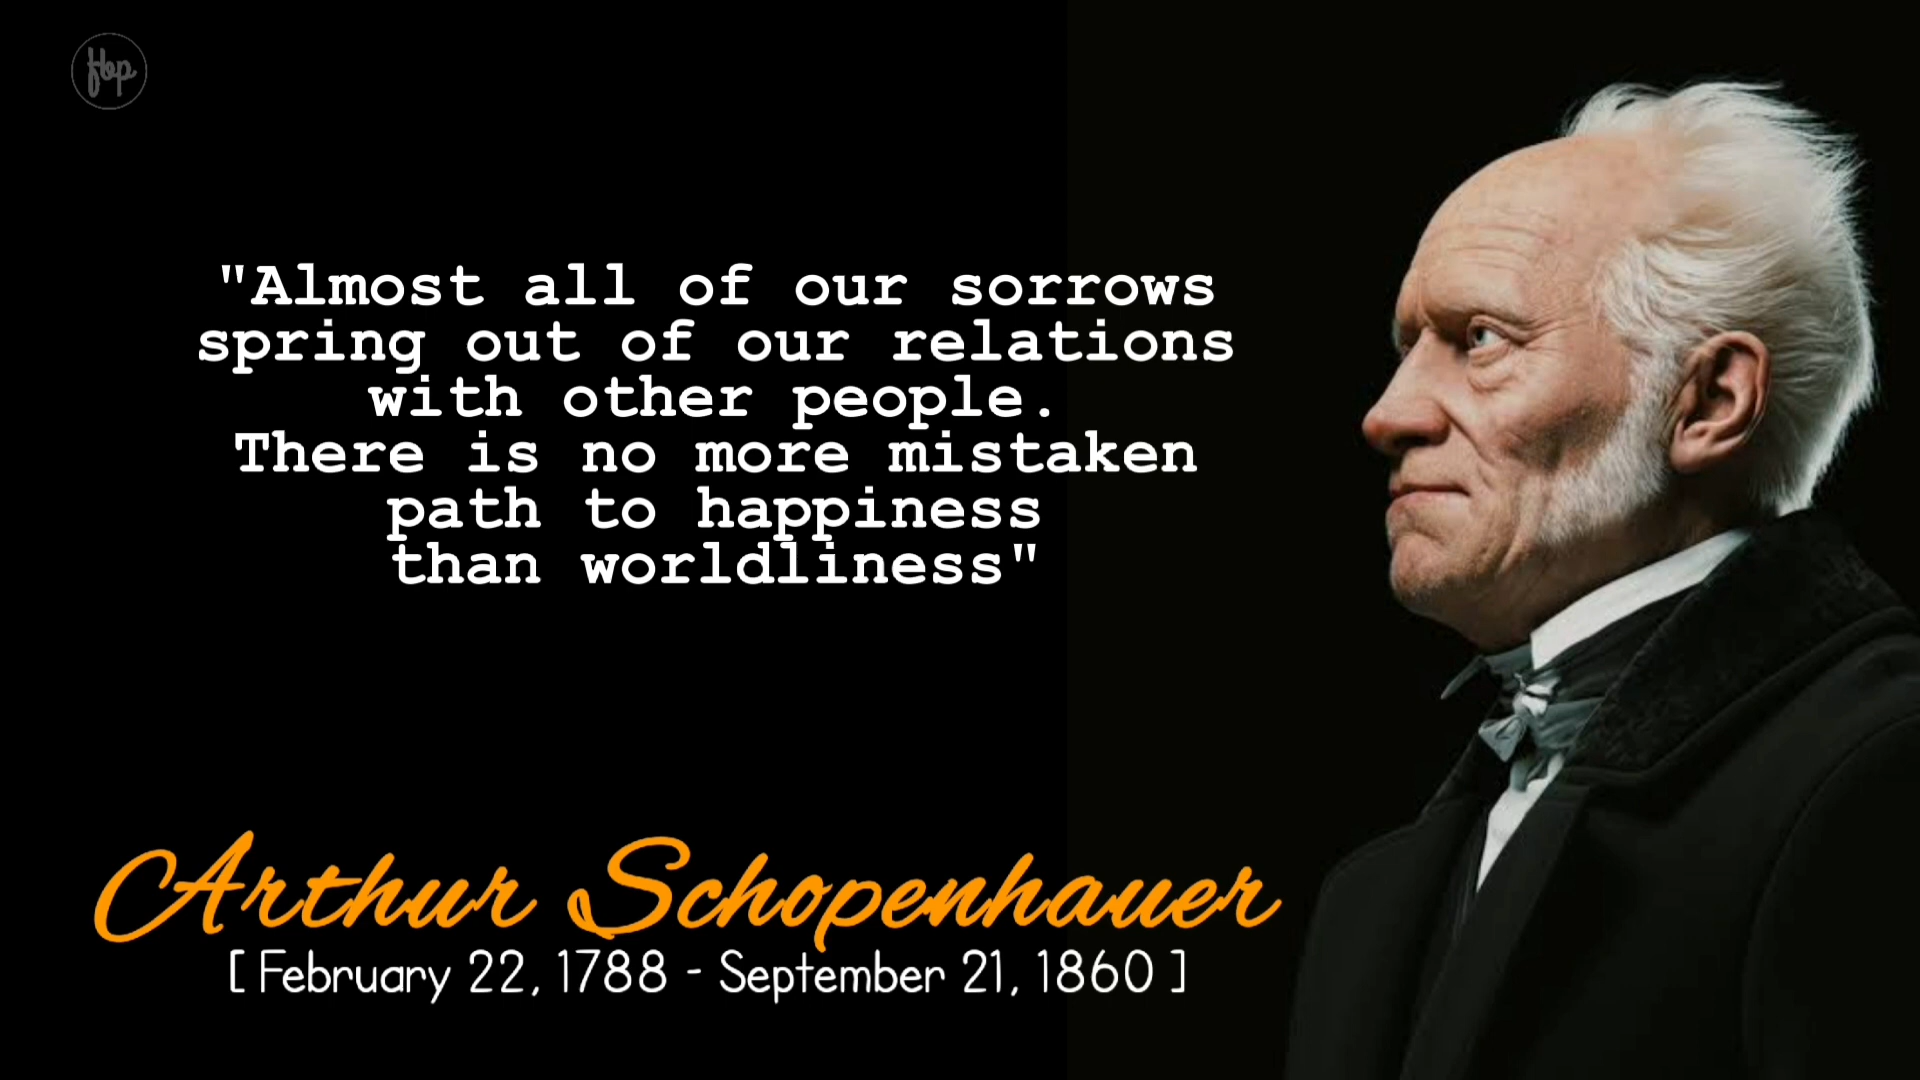 fbp
"Almost all of our sorrows
spring out of our relations
with other people.
There is no more mistaken
path to happiness
than worldliness"
Arthur Schopenhauer
[ February 22, 1788 - September 21, 1860 ]